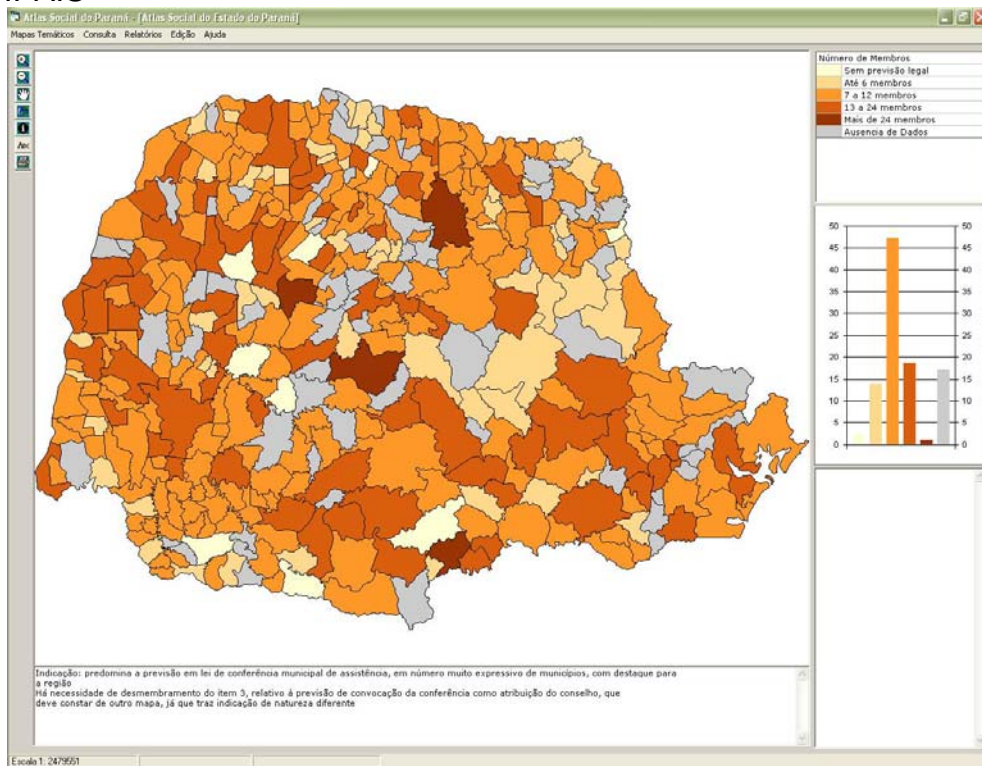 Atlas Social do Paraná - [Atlas Social do Estado do Paraná]
Mapas Temáticos Consulta Relatórios Edição Ajuda
Abc
Número de Membros
Sem previsão legal
Até 6 membros
7 a 12 membros
13 a 24 membros
Mais de 24 membros
Ausencia de Dados
50 50
45 45
40 40
35 35
30 30
25 25
20 20
15 15
10 10
5 5
0 0
Indicação: predomina a previsão em lei de conferência municipal de assistência, em número muito expressivo de municípios, com destaque para
a região
Há necessidade de desmembramento do item 3, relativo á previsão de convocação da conferência como atribuição do conselho, que
deve constar de outro mapa, já que traz indicação de natureza diferente
Escala 1: 2479551